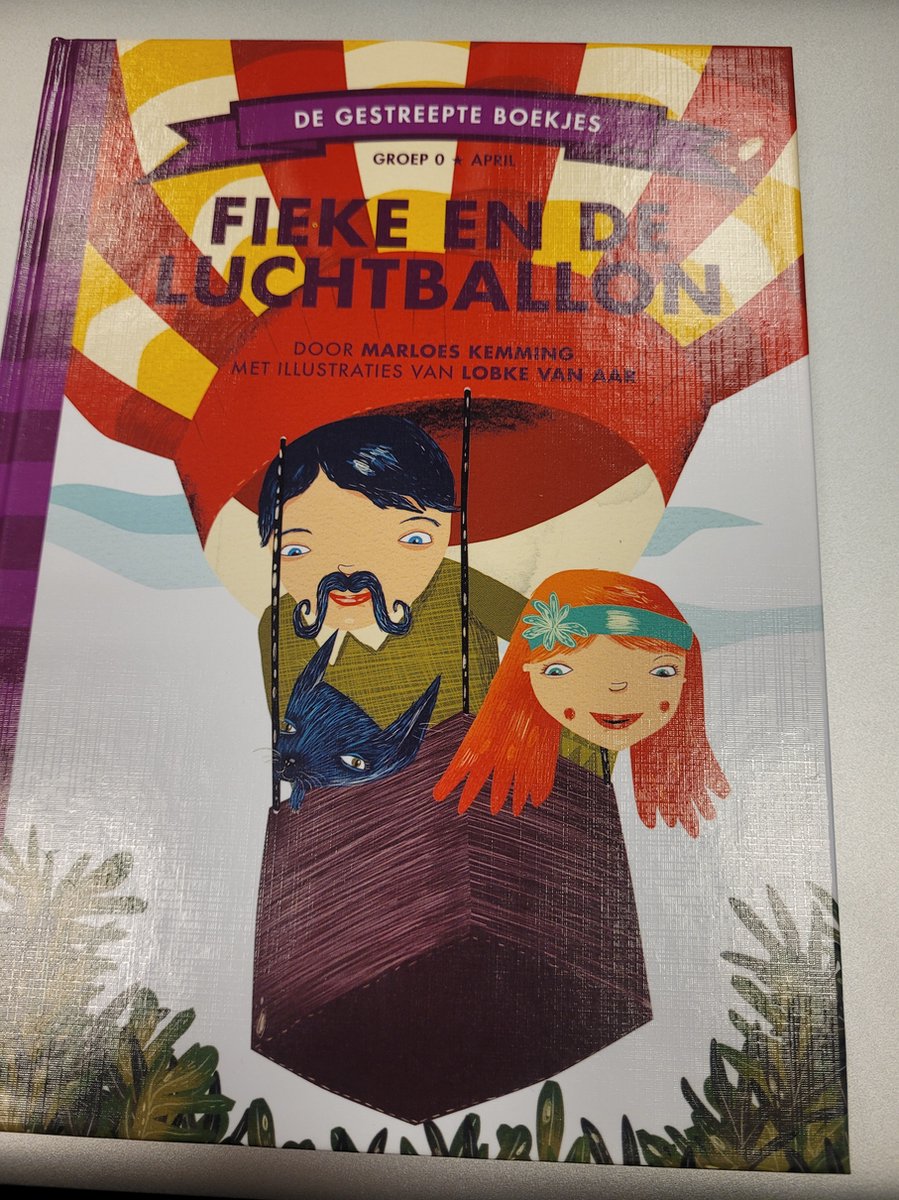 DE GESTREEPTE BOEKJES
GROEP 0 ★ APRIL
FIEKE EN DE
LUCHTBALLON
DOOR MARLOES KEMMING
MET ILLUSTRATIES VAN LOBKE VAN AAR